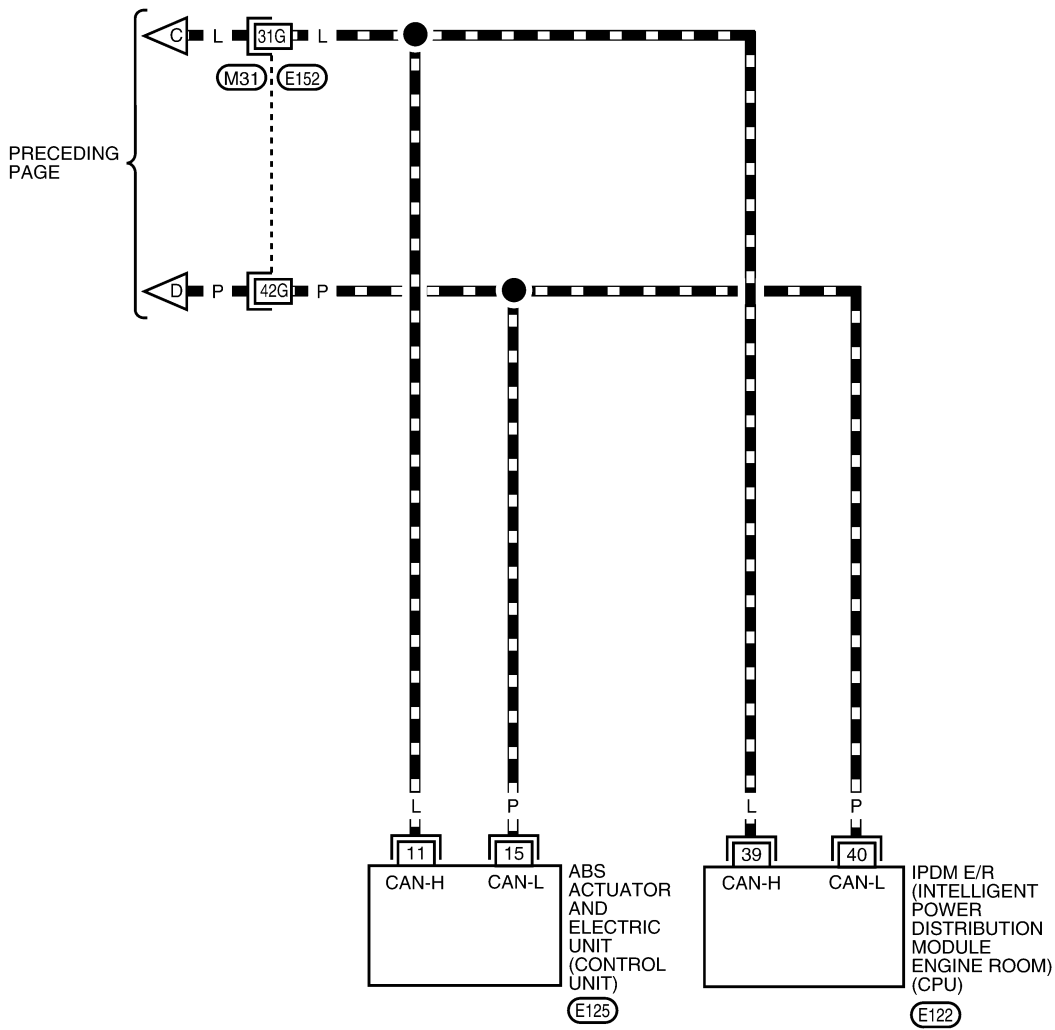 C L 31G L
M31 E152
PRECEDING
PAGE
D P 42G P
L P L P
11 15 39 40
CAN-H CAN-L CAN-H CAN-L
ABS
ACTUATOR
AND
ELECTRIC
UNIT
(CONTROL
UNIT)
E125
IPDM E/R
(INTELLIGENT
POWER
DISTRIBUTION
MODULE
ENGINE ROOM)
(CPU)
E122